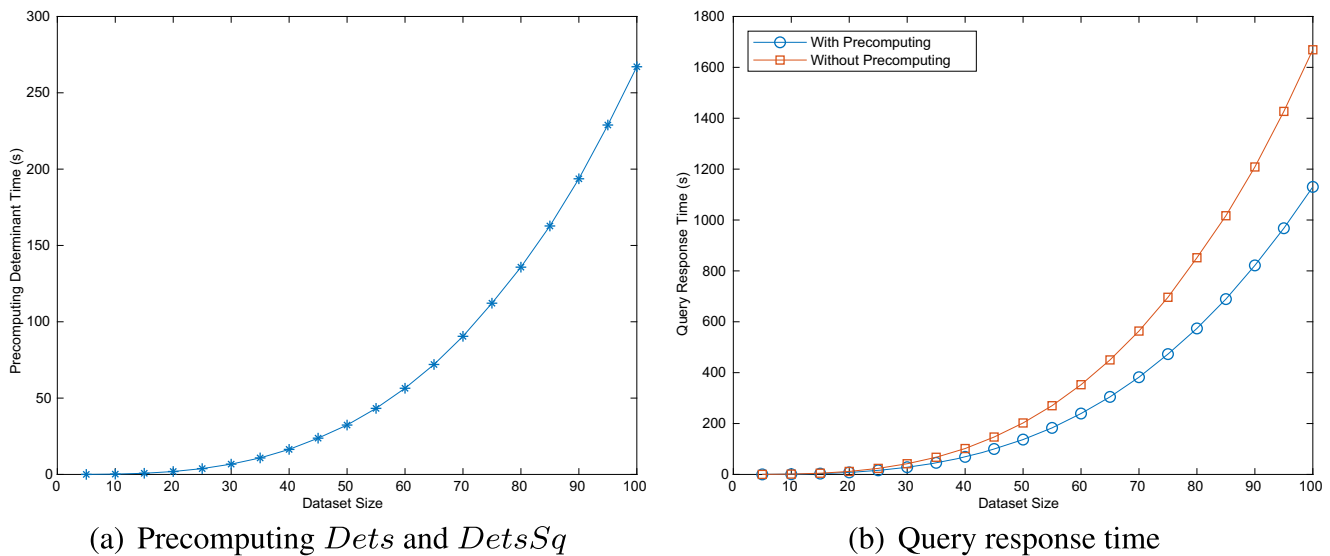 300
250
200
150
100
50
0
Precomputing Determinant Time (s)
0 10 20 30 40 50 60 70 80 90 100
Dataset Size
(a) Precomputing Dets and DetsSq
1800
1600
1400
1200
1000
800
600
400
200
0
Query Response Time (s)
With Precomputing
Without Precomputing
0 10 20 30 40 50 60 70 80 90 100
Dataset Size
(b) Query response time